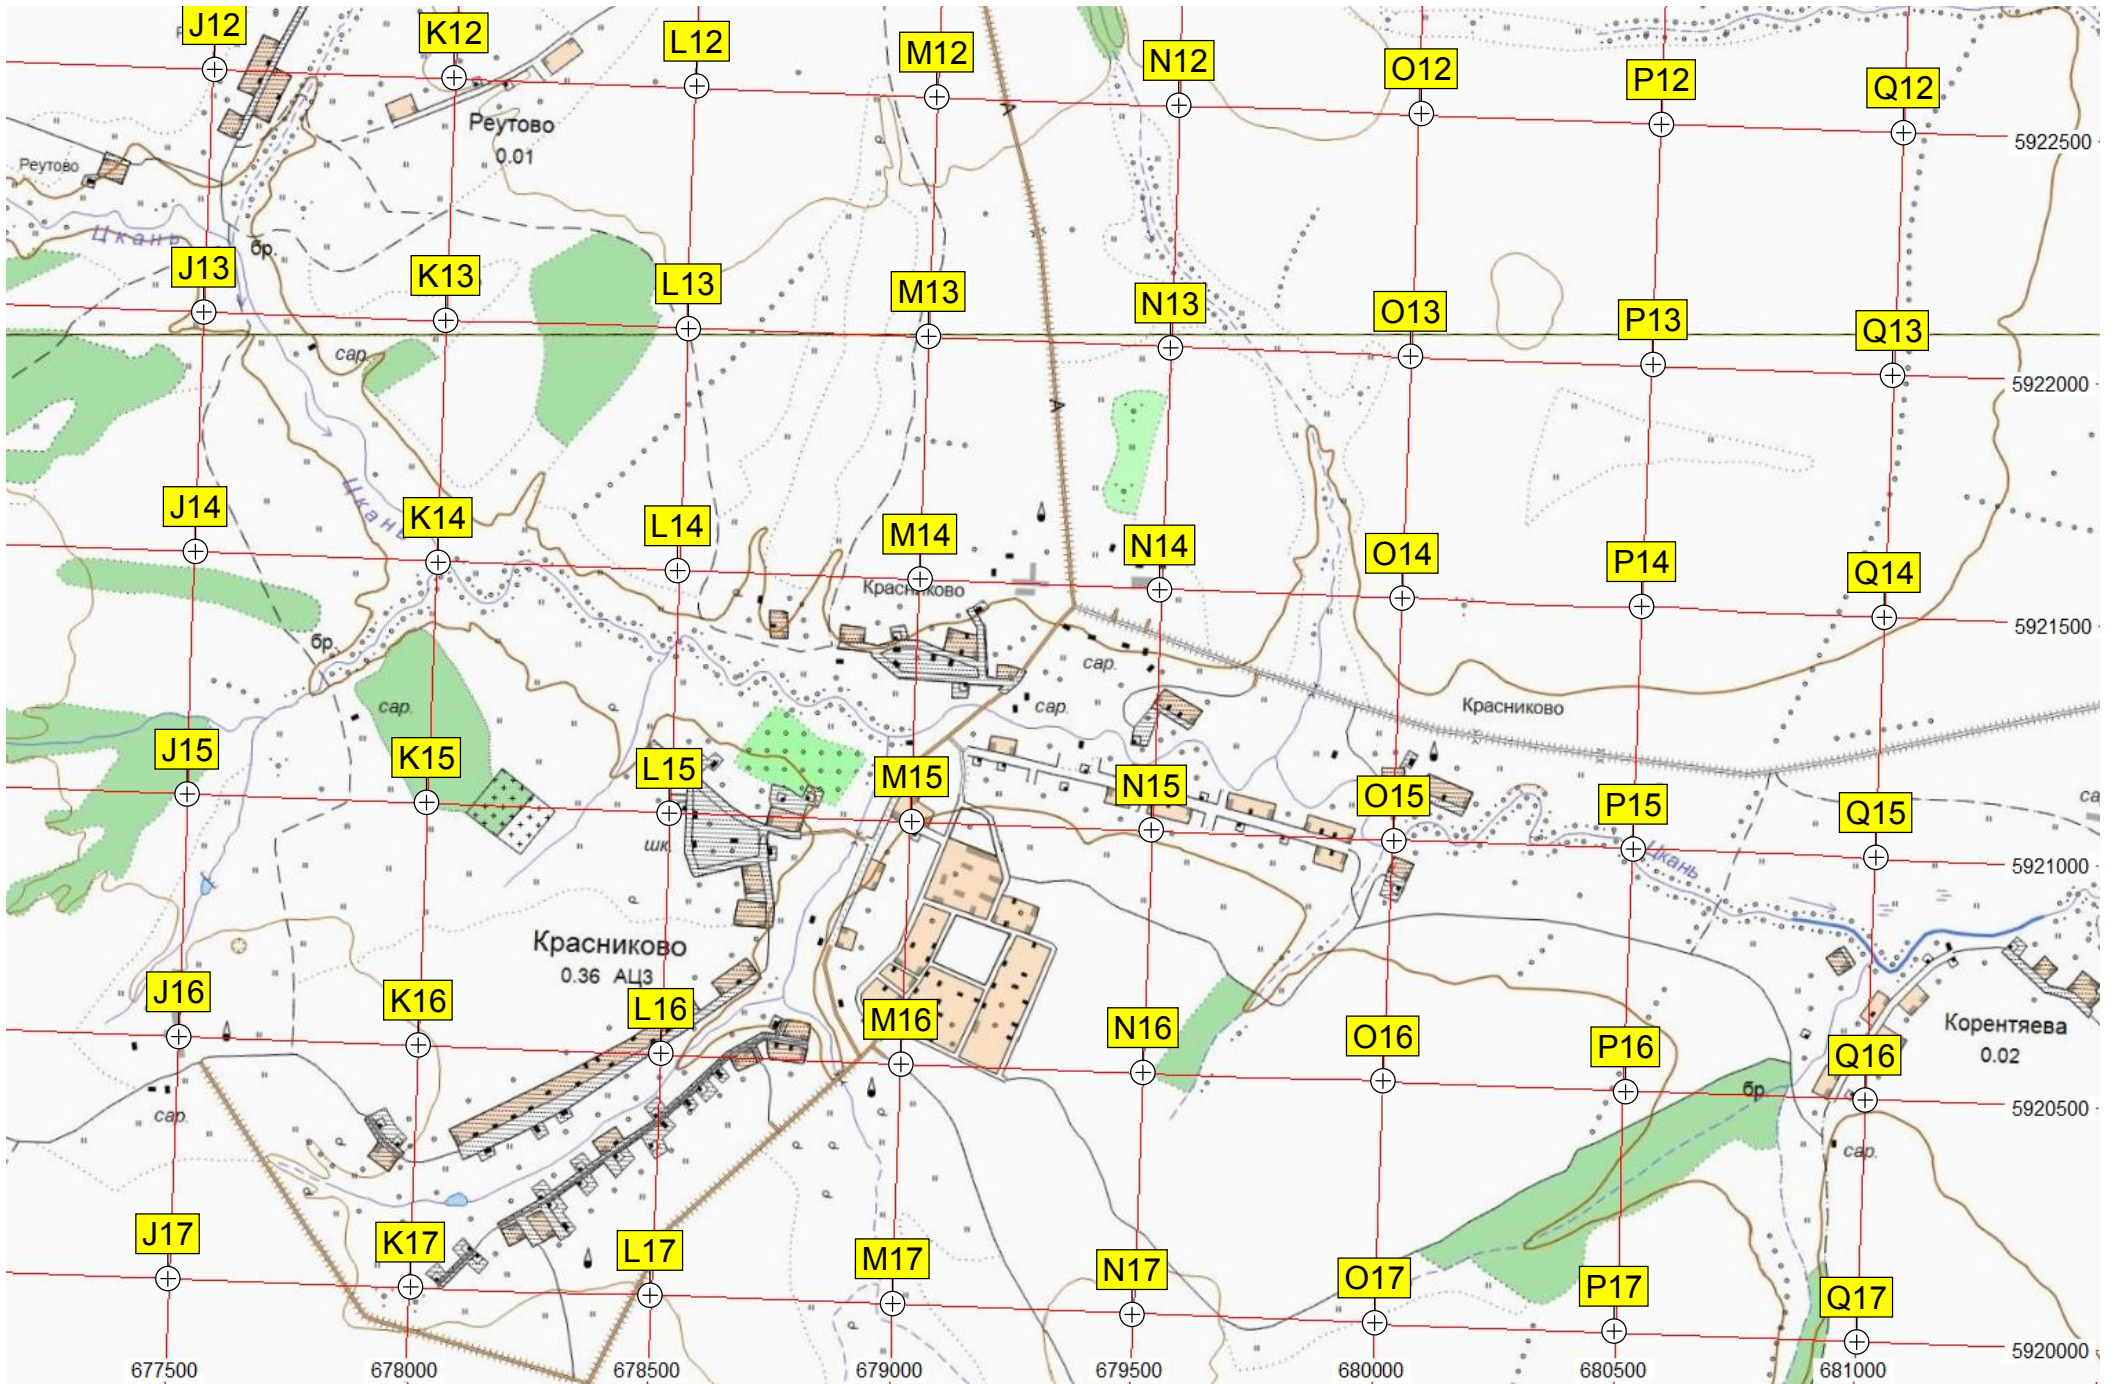 J12 K12 L12 M12 N12 O12 P12 Q12
А
Реутово
0.01
5922500
Реутово
Цкань
бр.
J13 K13 L13 M13 N13 O13 P13 Q13
сар.
5922000
А
Цкань
J14 K14 L14 M14 N14 O14 P14 Q14
Красниково
5921500
бр.
сар.
сар.
сар.
Красниково
J15 K15 L15 M15 N15 O15 P15 Q15
са
шк.
Цкань
5921000
Красниково
0.36 АЦЗ
J16 K16 L16 M16 N16 O16 P16 Q16
Корентяева
0.02
бр.
5920500
сар.
сар.
J17 K17 L17 M17 N17 O17 P17 Q17
5920000
677500 678000 678500 679000 679500 680000 680500 681000